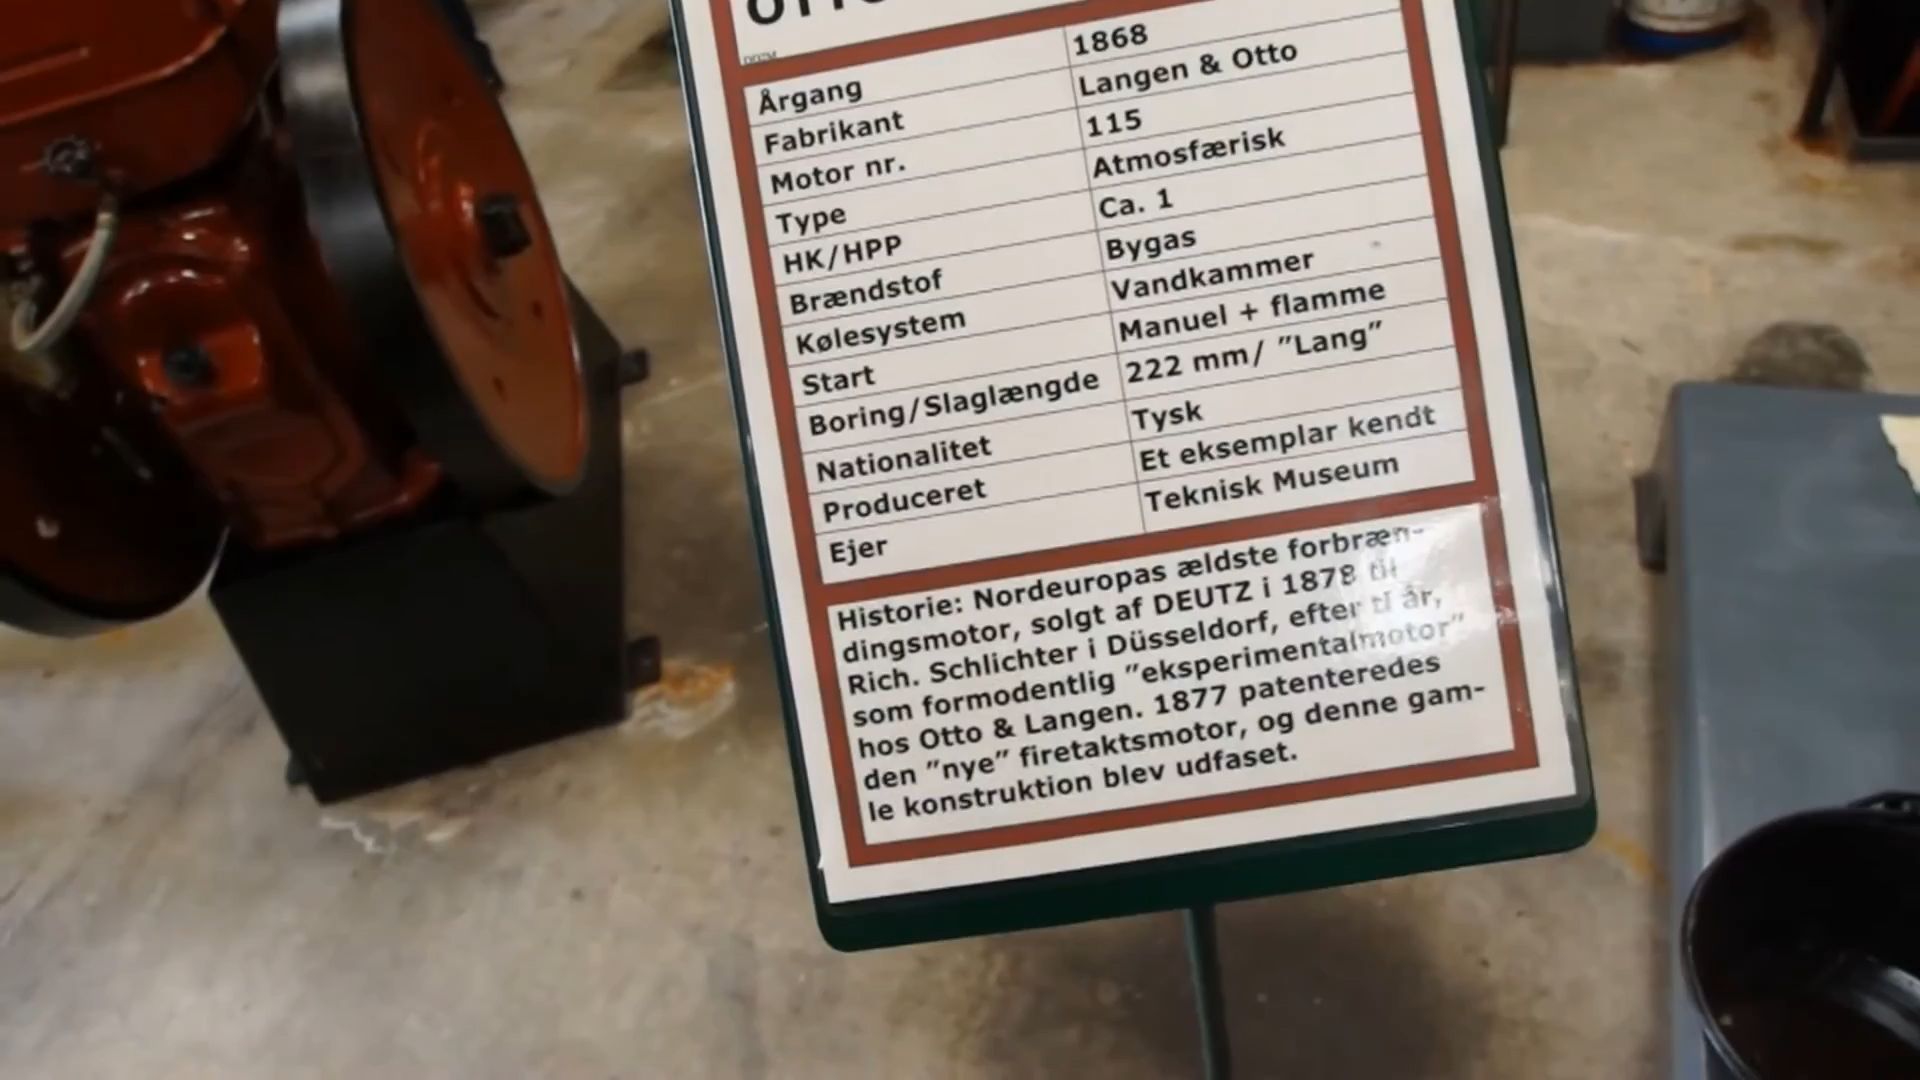 Årgang 1868
Fabrikant Langen & Otto
Motor nr. 115
Type Atmosfærisk
HK/HPP Ca. 1
Brændstof Bygas
Kølesystem Vandkammer
Start Manuel + flamme
Boring/Slaglængde 222 mm/ ”Lang”
Nationalitet Tysk
Produceret Et eksemplar kendt
Ejer Teknisk Museum
Historie: Nordeuropas ældste forbræn-
dingsmotor, solgt af DEUTZ i 1878 til
Rich. Schlichter i Düsseldorf, efter ti år,
som formodentlig ”eksperimentalmotor”
hos Otto & Langen. 1877 patenteredes
den ”nye” firetaktsmotor, og denne gam-
le konstruktion blev udfaset.